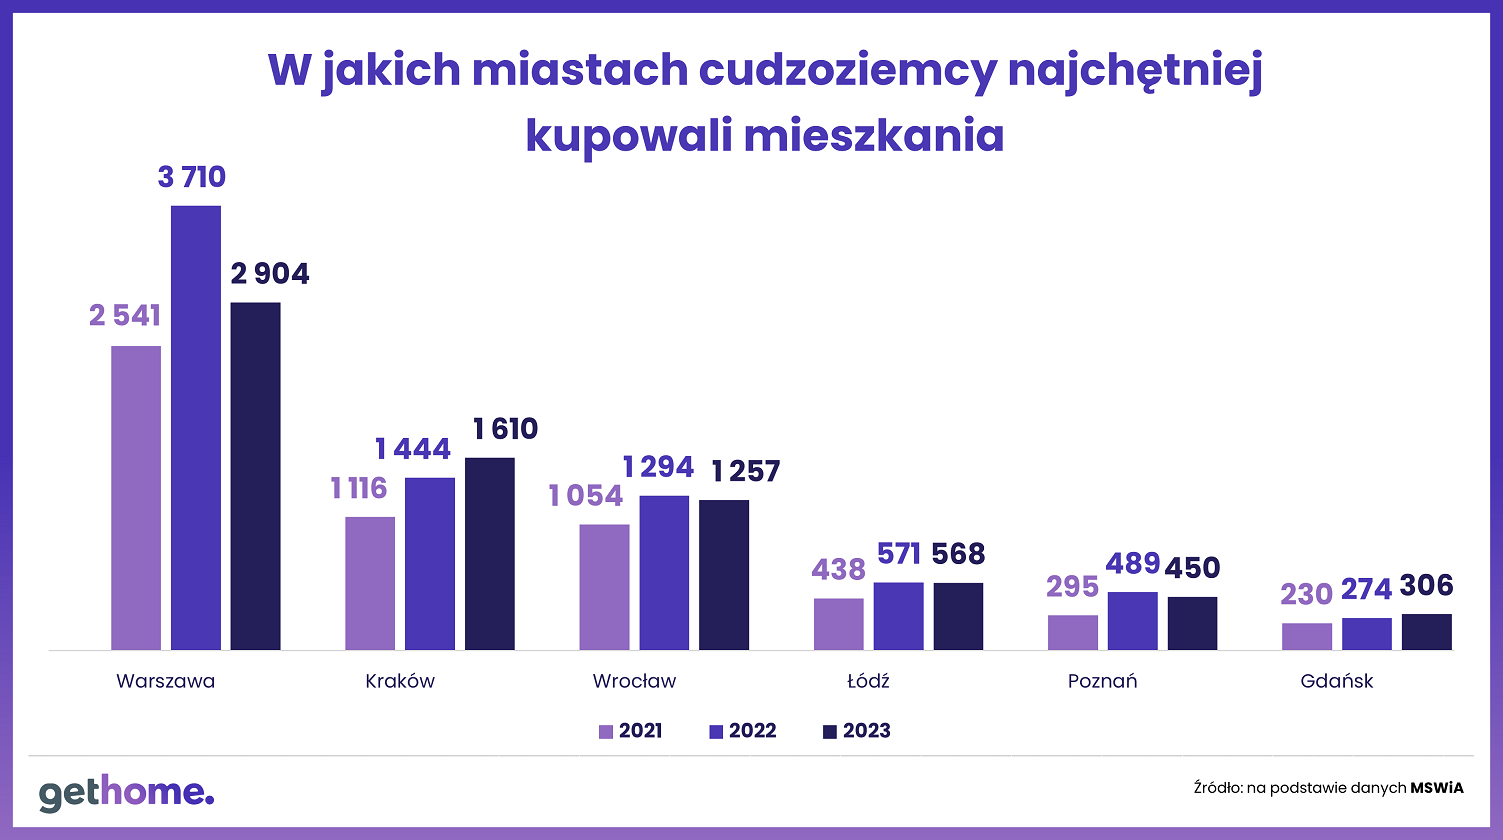 W jakich miastach cudzoziemcy najchętniej
kupowali mieszkania
3 710
2 904
2 541
1 610
1 444
1 116
1 294
1 257
1 054
438
571
568
295
489
450
230
274
306
Warszawa
Kraków
Wrocław
Łódź
Poznań
Gdańsk
2021
2022
2023
gethome.
Źródło: na podstawie danych MSWiA